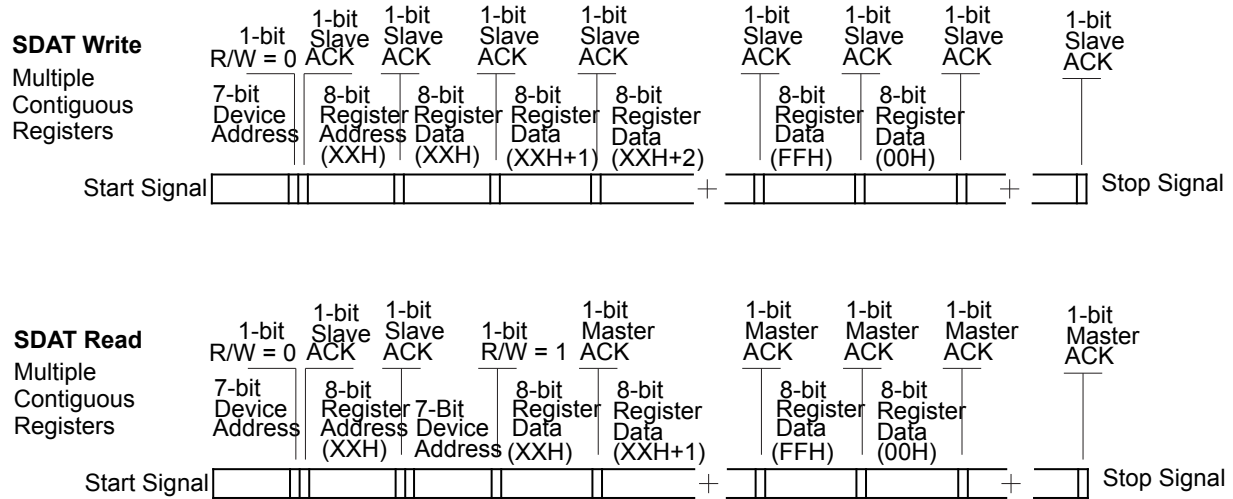 SDAT Write
Multiple
Contiguous
Registers
1-bit
R/W = 0
1-bit
Slave
ACK
1-bit
Slave
ACK
1-bit
Slave
ACK
1-bit
Slave
ACK
1-bit
Slave
ACK
1-bit
Slave
ACK
1-bit
Slave
ACK
1-bit
Slave
ACK
7-bit
Device
Address
8-bit
Register
Address
(XXH)
8-bit
Register
Data
(XXH)
8-bit
Register
Data
(XXH+1)
8-bit
Register
Data
(XXH+2)
8-bit
Register
Data
(FFH)
8-bit
Register
Data
(00H)
Start Signal
Stop Signal
SDAT Read
Multiple
Contiguous
Registers
1-bit
R/W = 0
1-bit
Slave
ACK
1-bit
Slave
ACK
1-bit
R/W = 1
1-bit
Master
ACK
1-bit
Master
ACK
1-bit
Master
ACK
1-bit
Master
ACK
1-bit
Master
ACK
7-bit
Device
Address
8-bit
Register
Address
(XXH)
7-Bit
Device
Address
8-bit
Register
Data
(XXH)
8-bit
Register
Data
(XXH+1)
8-bit
Register
Data
(FFH)
8-bit
Register
Data
(00H)
Start Signal
Stop Signal